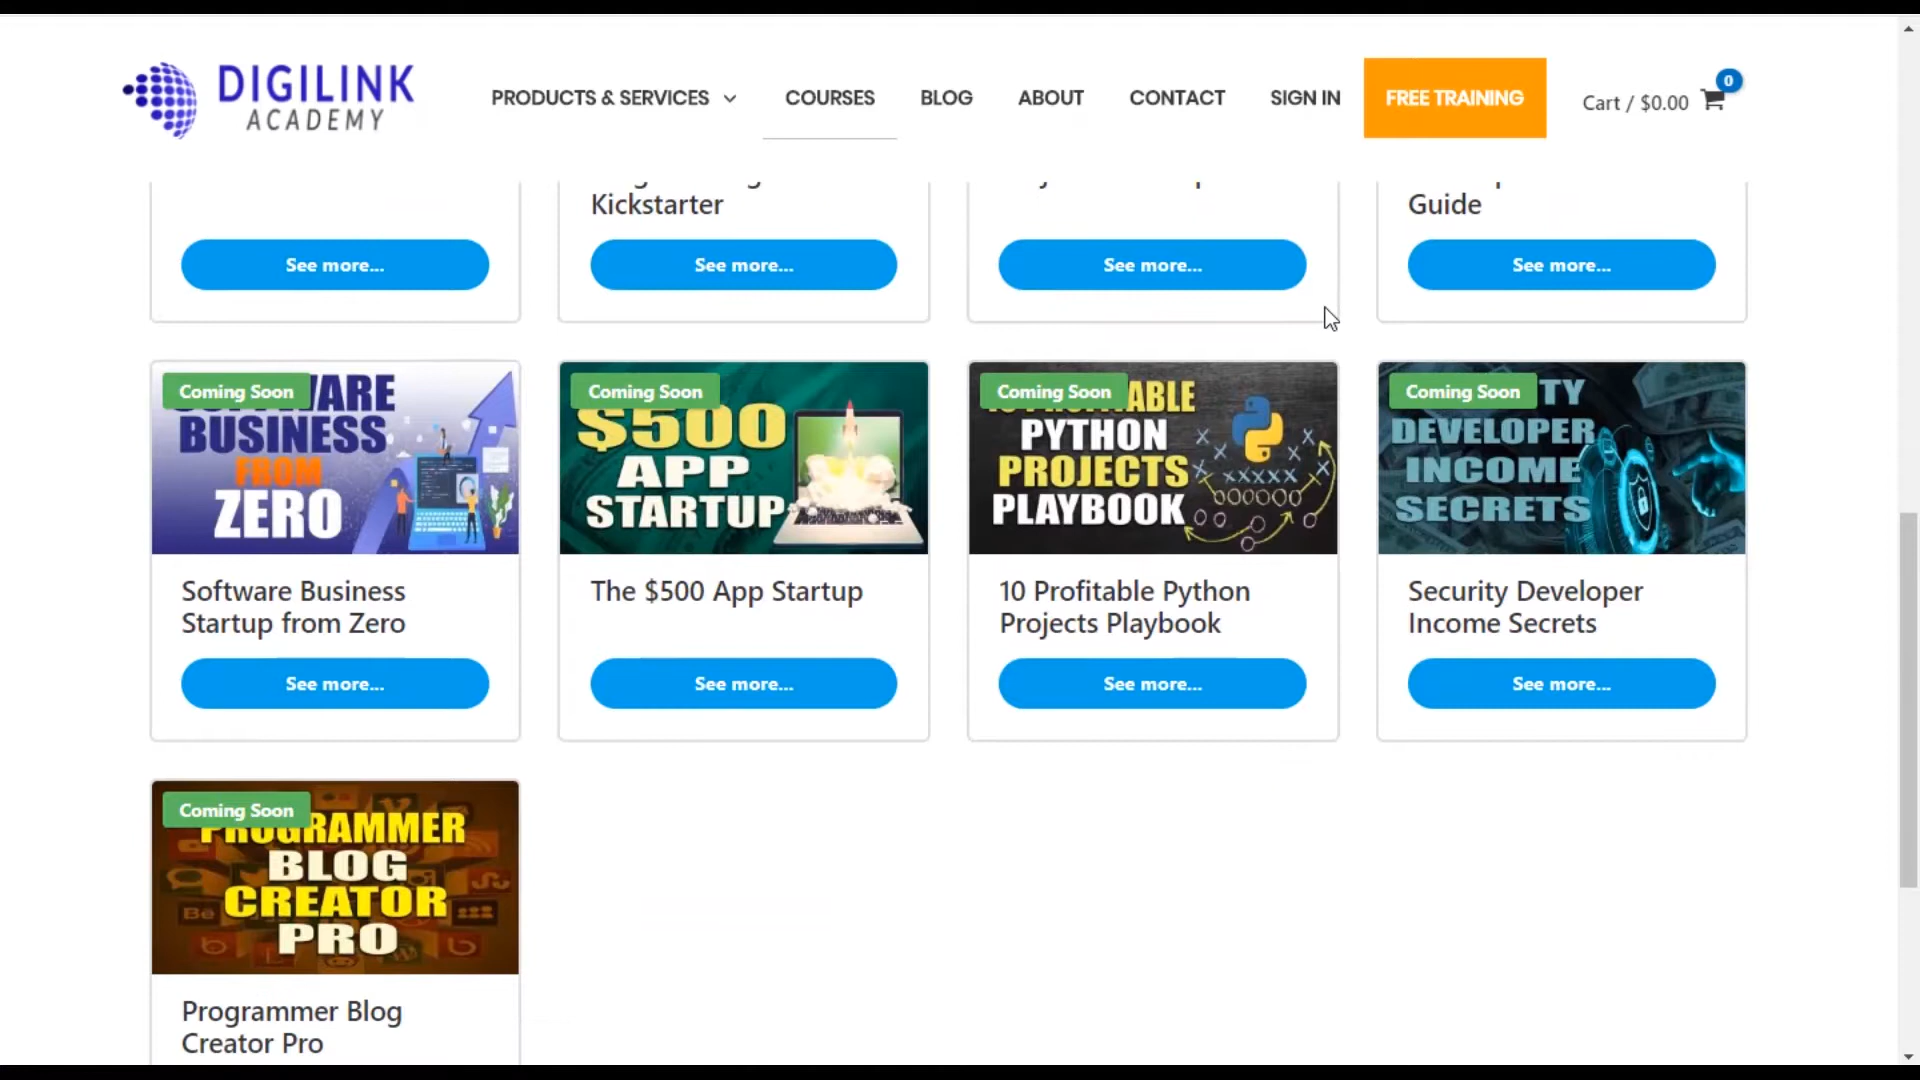 DIGILINK
ACADEMY
PRODUCTS & SERVICES
COURSES
BLOG
ABOUT
CONTACT
SIGN IN
FREE TRAINING
Cart / $0.00
0
Kickstarter
Guide
See more...
See more...
See more...
See more...
Coming Soon
BUSINESS
FROM
ZERO
Coming Soon
$500
APP
STARTUP
Coming Soon
PYTHON
PROJECTS
PLAYBOOK
Coming Soon
DEVELOPER
INCOME
SECRETS
Software Business
Startup from Zero
The $500 App Startup
10 Profitable Python
Projects Playbook
Security Developer
Income Secrets
See more...
See more...
See more...
See more...
Coming Soon
PROGRAMMER
BLOG
CREATOR
PRO
Programmer Blog
Creator Pro